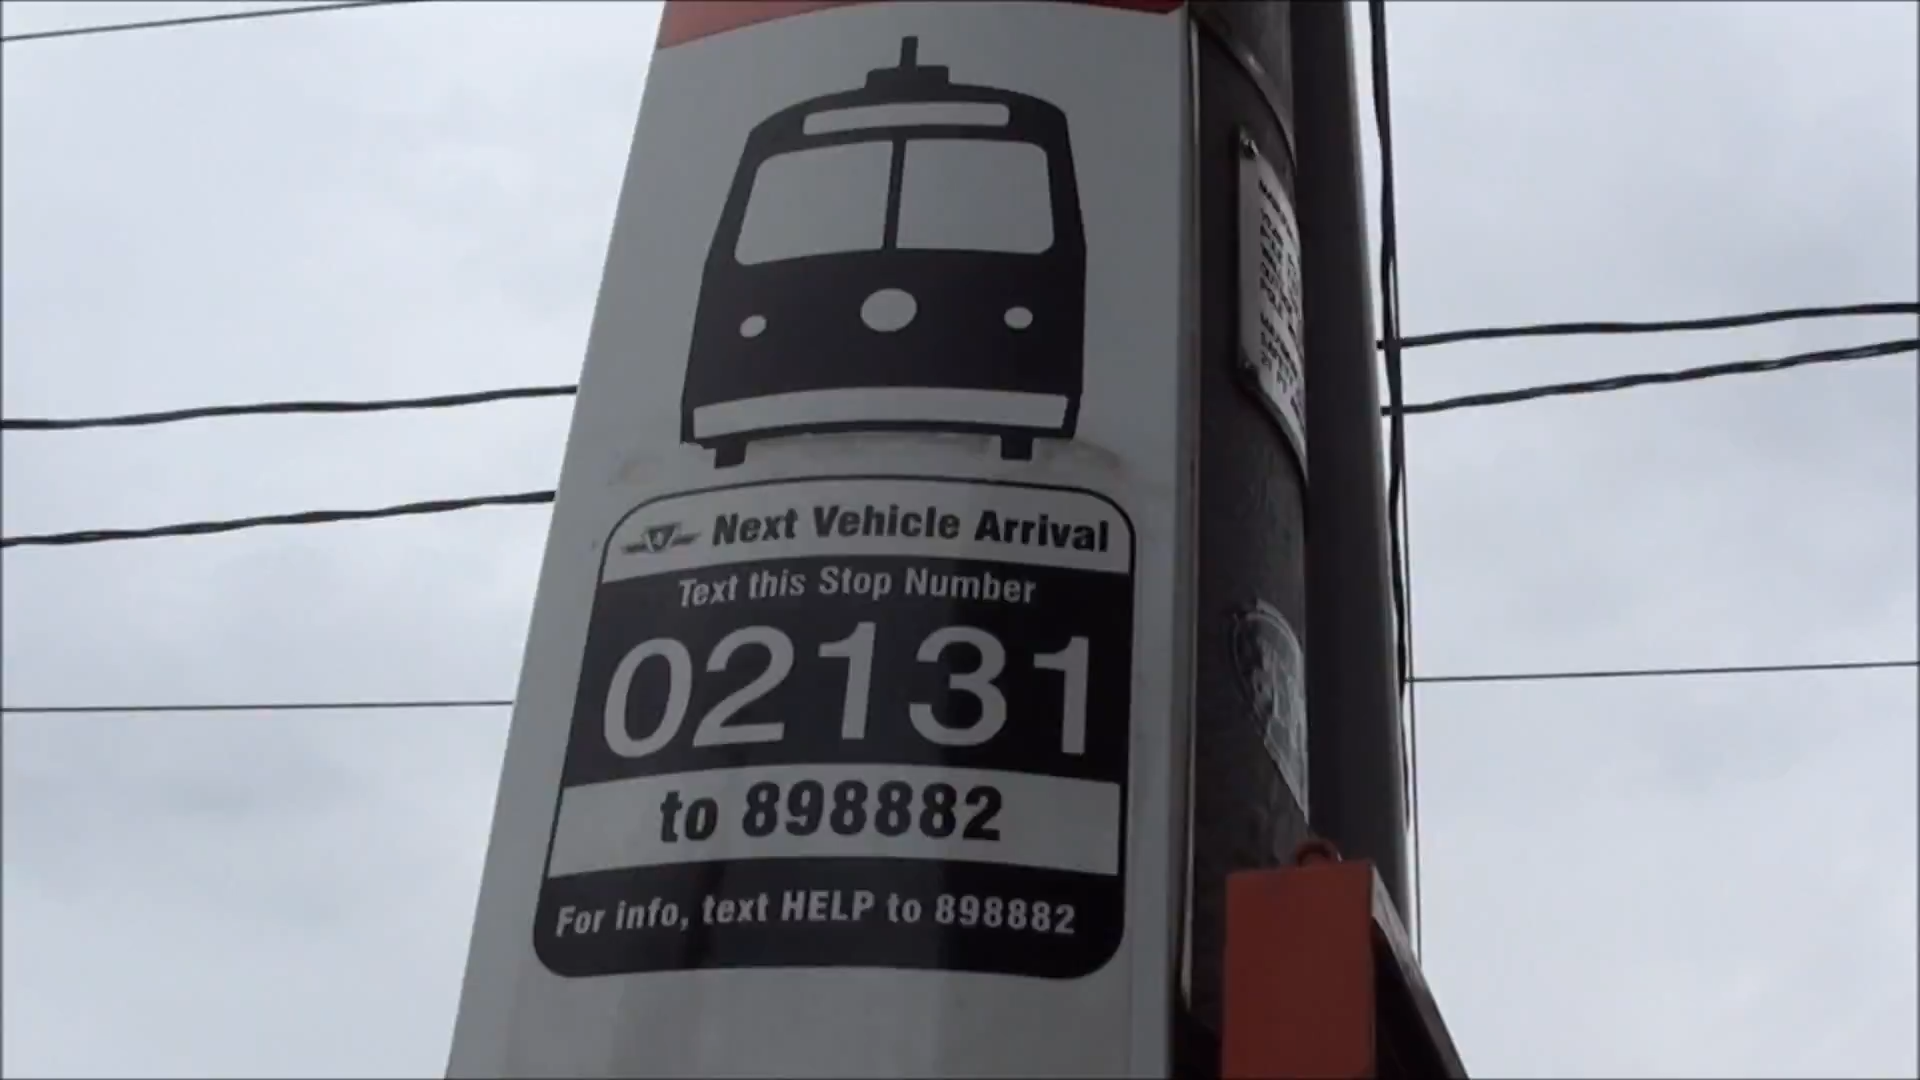 Next Vehicle Arrival
Text this Stop Number
02131
to 898882
For info, text HELP to 898882